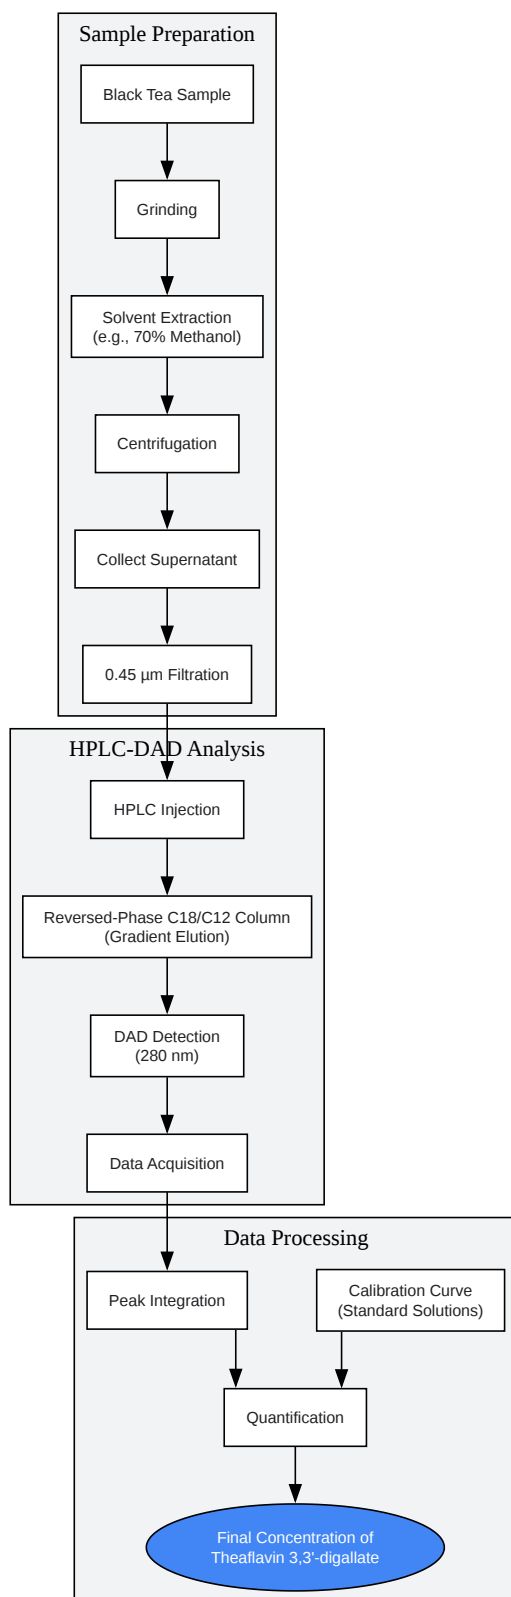 Sample Preparation
Black Tea Sample
Grinding
Solvent Extraction
(e.g., 70% Methanol)
Centrifugation
Collect Supernatant
0.45 µm Filtration
HPLC-DAD Analysis
HPLC Injection
Reversed-Phase C18/C12 Column
(Gradient Elution)
DAD Detection
(280 nm)
Data Acquisition
Data Processing
Peak Integration
Calibration Curve
(Standard Solutions)
Quantification
Final Concentration of
Theaflavin 3,3'-digallate